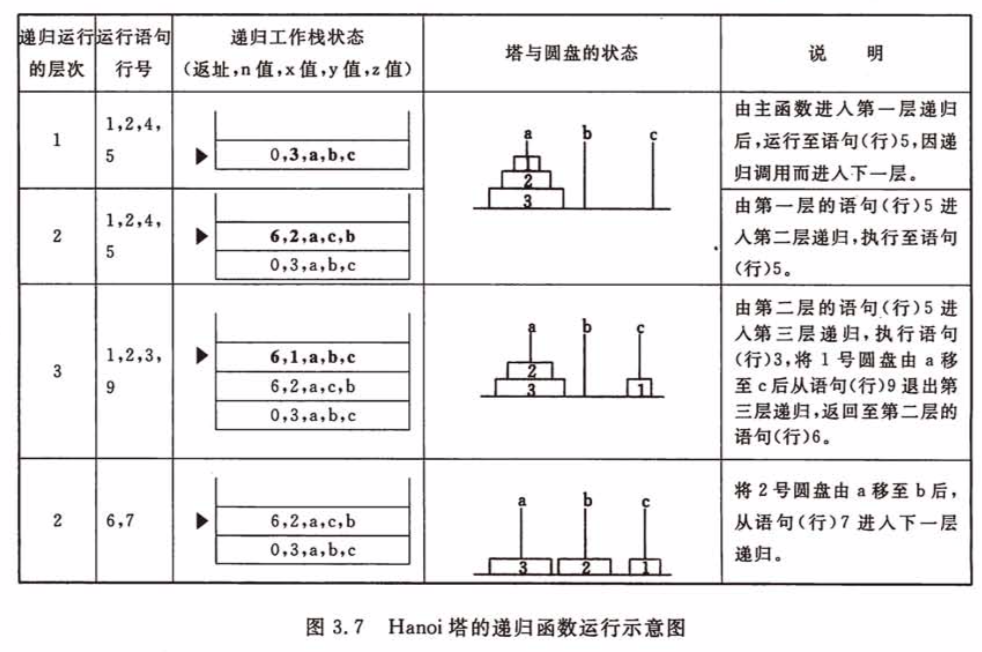 递归运行的层次
运行语句行号
递归工作栈状态
(返址,n值,x值,y值,z值)
塔与圆盘的状态
说 明
1
1,2,4,
5
0,3,a,b,c
a b c
1
2
3
由主函数进入第一层递归
后,运行至语句(行)5,因递
归调用而进入下一层。
2
1,2,4,
5
6,2,a,c,b
0,3,a,b,c
由第一层的语句(行)5 进
入第二层递归,执行至语句
(行)5。
3
1,2,3,
9
6,1,a,b,c
6,2,a,c,b
0,3,a,b,c
a b c
2
3 1
由第二层的语句(行)5 进
入第三层递归,执行语句
(行)3,将 1 号圆盘由 a 移
至 c 后从语句(行)9 退出第
三层递归,返回至第二层的
语句(行)6。
2
6,7
6,2,a,c,b
0,3,a,b,c
a b c
3 2 1
将 2 号圆盘由 a 移至 b 后,
从语句(行)7 进入下一层
递归。
图 3.7 Hanoi 塔的递归函数运行示意图